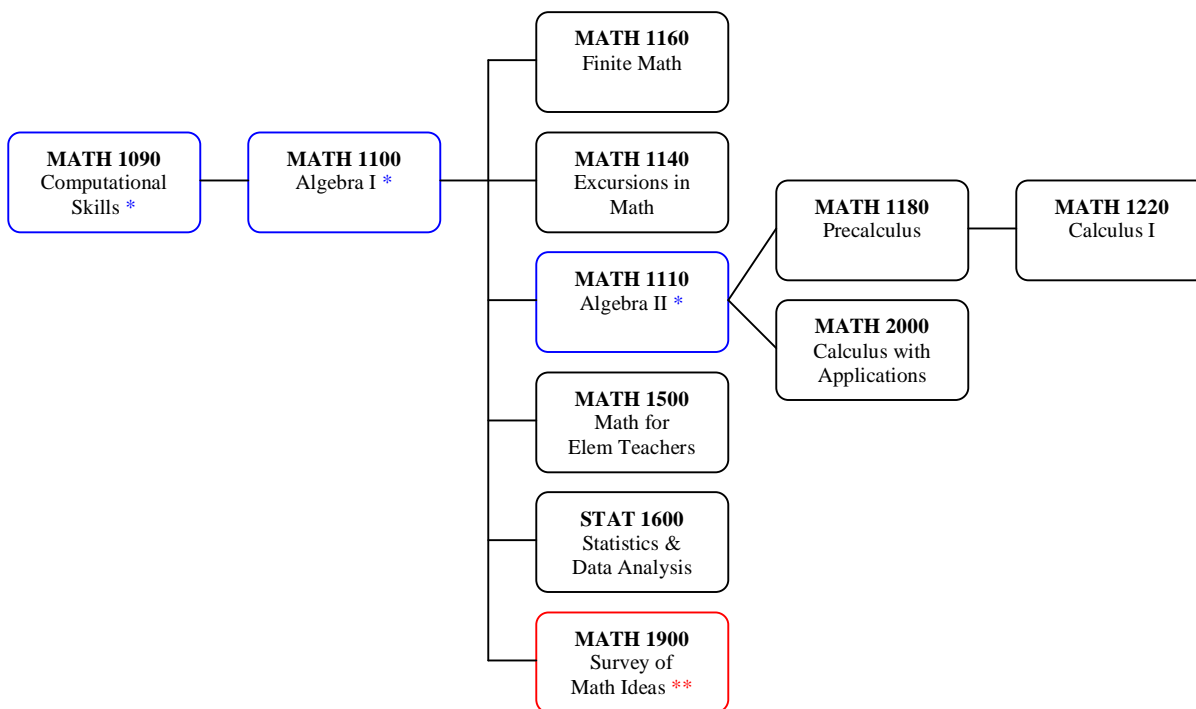 MATH 1160
Finite Math
MATH 1090
Computational
Skills *
MATH 1100
Algebra I *
MATH 1140
Excursions in
Math
MATH 1180
Precalculus
MATH 1220
Calculus I
MATH 1110
Algebra II *
MATH 2000
Calculus with
Applications
MATH 1500
Math for
Elem Teachers
STAT 1600
Statistics &
Data Analysis
MATH 1900
Survey of
Math Ideas **